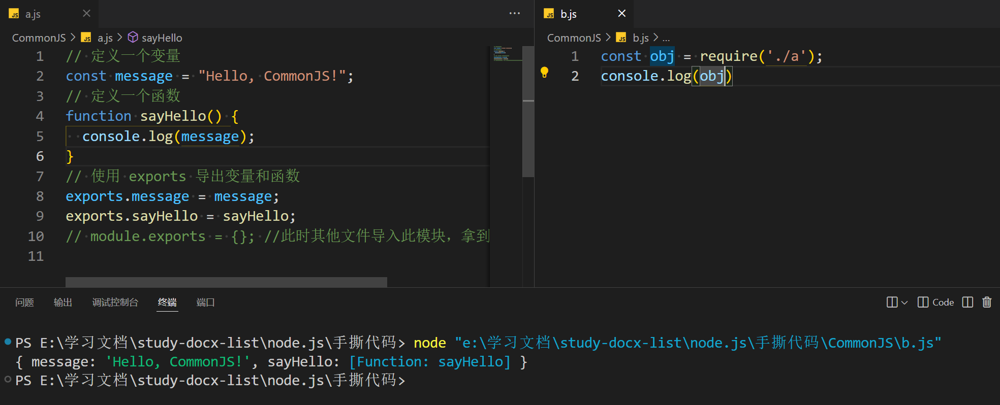 a.js
CommonJS > a.js > sayHello
1 // 定义一个变量
2 const message = "Hello, CommonJS!";
3 // 定义一个函数
4 function sayHello() {
5 console.log(message);
6 }
7 // 使用 exports 导出变量和函数
8 exports.message = message;
9 exports.sayHello = sayHello;
10 // module.exports = {}; //此时其他文件导入此模块，拿到
11
b.js
CommonJS > b.js > ...
1 const obj = require('./a');
2 console.log(obj)
问题 输出 调试控制台 终端 端口
Code
PS E:\学习文档\study-docx-list\node.js\手撕代码> node "e:\学习文档\study-docx-list\node.js\手撕代码\CommonJS\b.js"
{ message: 'Hello, CommonJS!', sayHello: [Function: sayHello] }
PS E:\学习文档\study-docx-list\node.js\手撕代码>